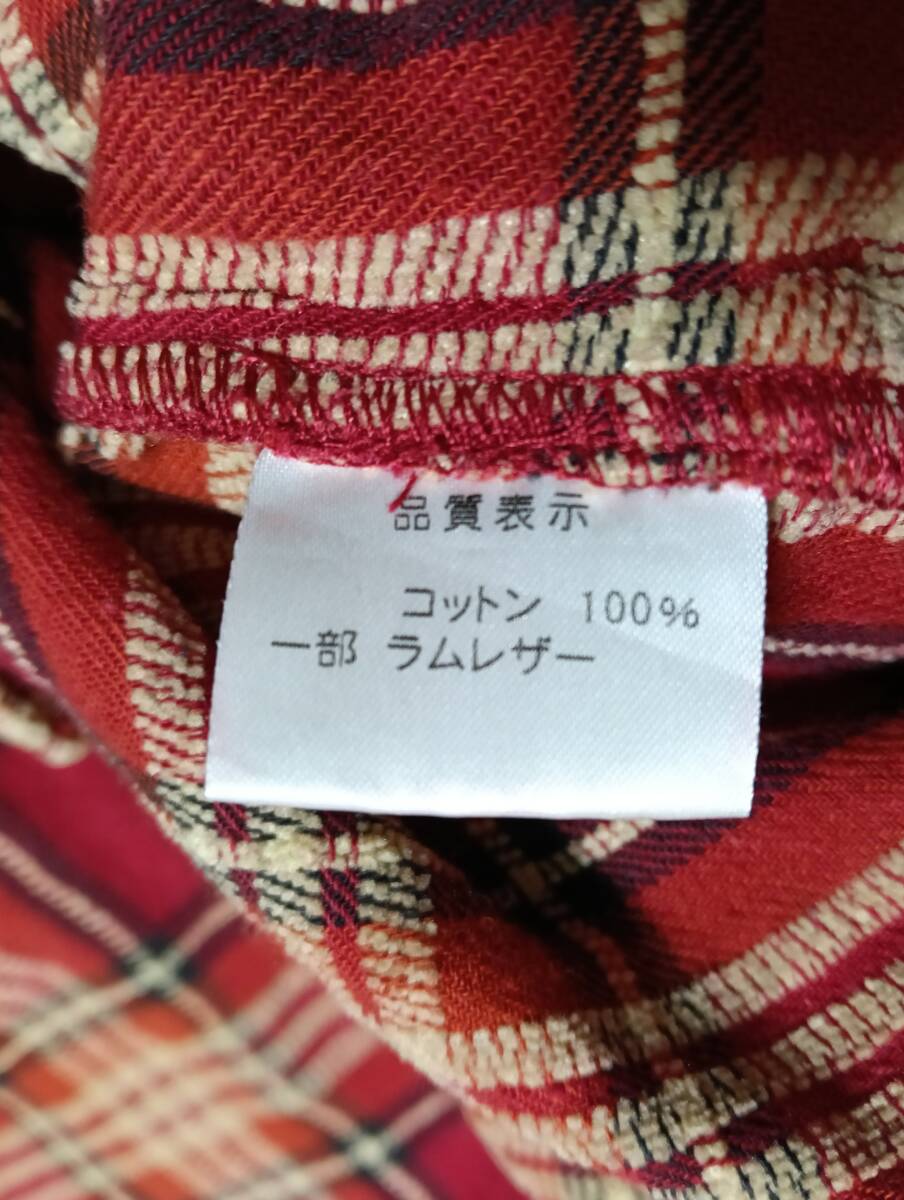 品質表示
コットン 100%
一部 ラムレザー